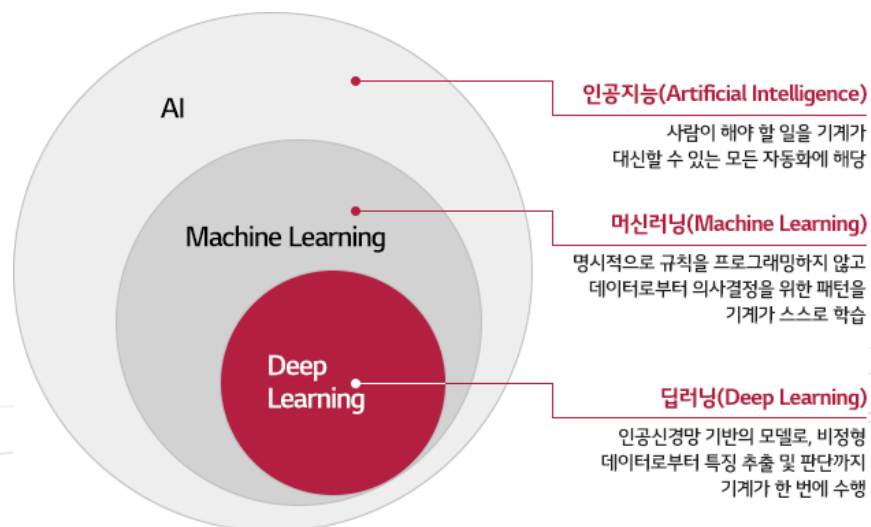 AI
Machine Learning
Deep
Learning
인공지능(Artificial Intelligence)
사람이 해야 할 일을 기계가
대신할 수 있는 모든 자동화에 해당
머신러닝(Machine Learning)
명시적으로 규칙을 프로그래밍하지 않고
데이터로부터 의사결정을 위한 패턴을
기계가 스스로 학습
딥러닝(Deep Learning)
인공신경망 기반의 모델로, 비정형
데이터로부터 특징 추출 및 판단까지
기계가 한 번에 수행